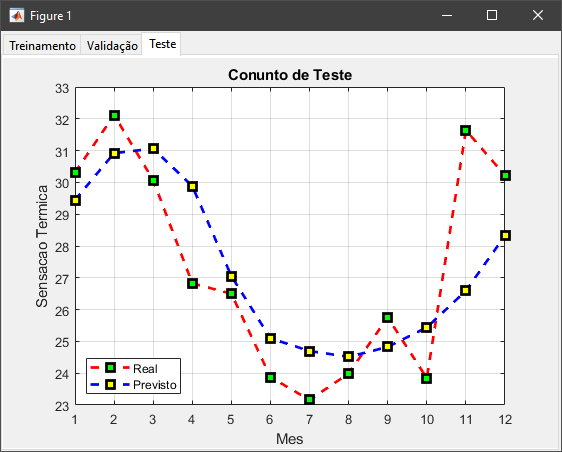 Figure 1
Treinamento Validação Teste
Conunto de Teste
33
32
31
30
29
28
27
26
25
24
23
Sensacao Termica
Real
Previsto
1 2 3 4 5 6 7 8 9 10 11 12
Mes